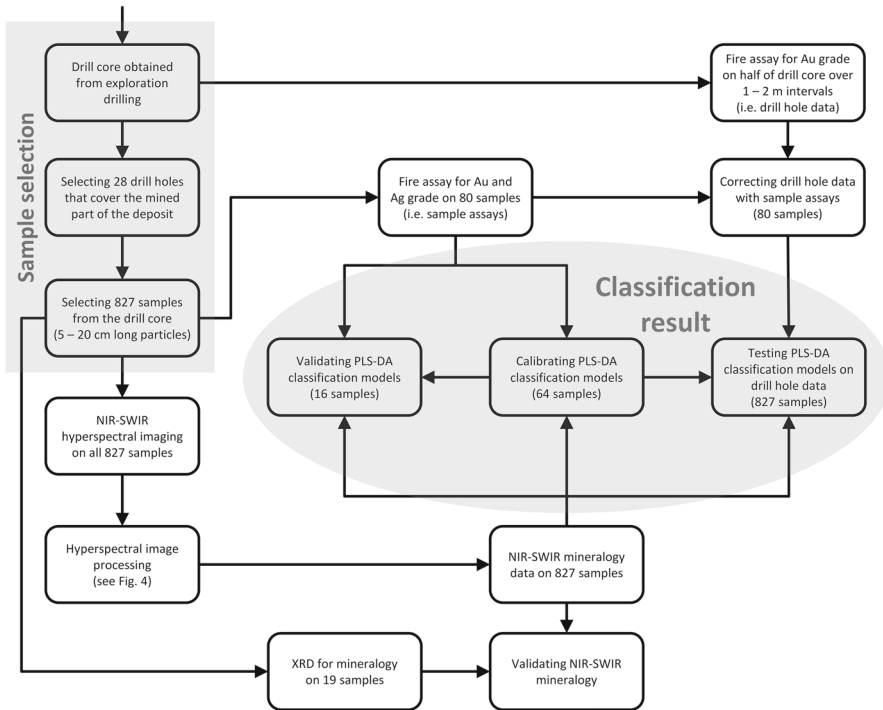 Sample selection
Drill core obtained
from exploration
drilling
Fire assay for Au grade
on half of drill core over
1 – 2 m intervals
(i.e. drill hole data)
Selecting 28 drill holes
that cover the mined
part of the deposit
Fire assay for Au and
Ag grade on 80 samples
(i.e. sample assays)
Correcting drill hole data
with sample assays
(80 samples)
Selecting 827 samples
from the drill core
(5 – 20 cm long particles)
Classification
result
Validating PLS-DA
classification models
(16 samples)
Calibrating PLS-DA
classification models
(64 samples)
Testing PLS-DA
classification models on
drill hole data
(827 samples)
NIR-SWIR
hyperspectral imaging
on all 827 samples
Hyperspectral image
processing
(see Fig. 4)
NIR-SWIR mineralogy
data on 827 samples
XRD for mineralogy
on 19 samples
Validating NIR-SWIR
mineralogy